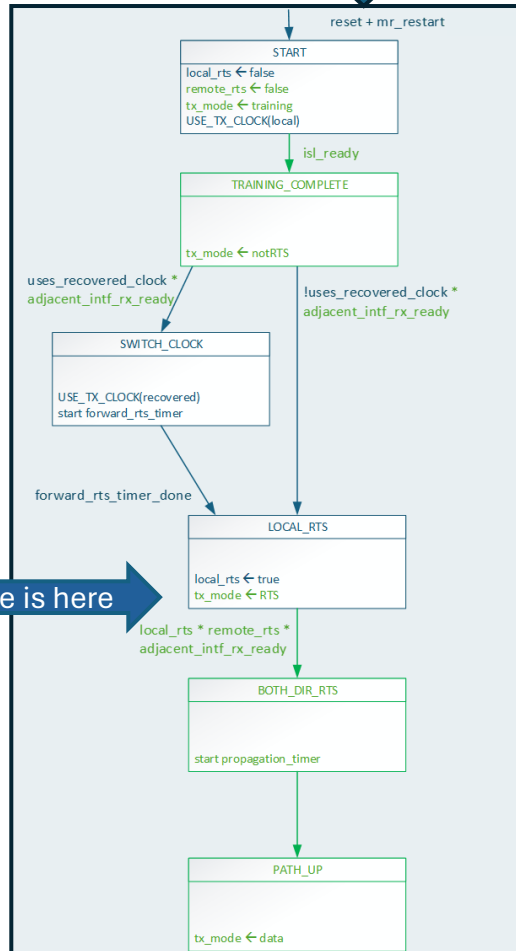 reset + mr_restart
START
local_rts ← false
remote_rts ← false
tx_mode ← training
USE_TX_CLOCK(local)
isl_ready
TRAINING_COMPLETE
tx_mode ← notRTS
uses_recovered_clock *
adjacent_intf_rx_ready
!uses_recovered_clock *
adjacent_intf_rx_ready
SWITCH_CLOCK
USE_TX_CLOCK(recovered)
start forward_rts_timer
forward_rts_timer_done
LOCAL_RTS
local_rts ← true
tx_mode ← RTS
e is here
local_rts * remote_rts *
adjacent_intf_rx_ready
BOTH_DIR_RTS
start propagation_timer
PATH_UP
tx_mode ← data